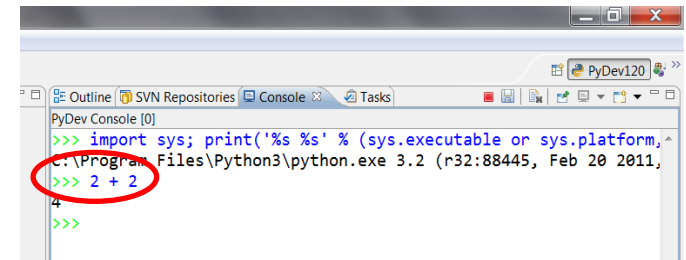 PyDev120 »
Outline SVN Repositories Console Tasks
PyDev Console [0]
>>> import sys; print('%s %s' % (sys.executable or sys.platform,
C:\Program Files\Python3\python.exe 3.2 (r32:88445, Feb 20 2011,
>>> 2 + 2
4
>>>